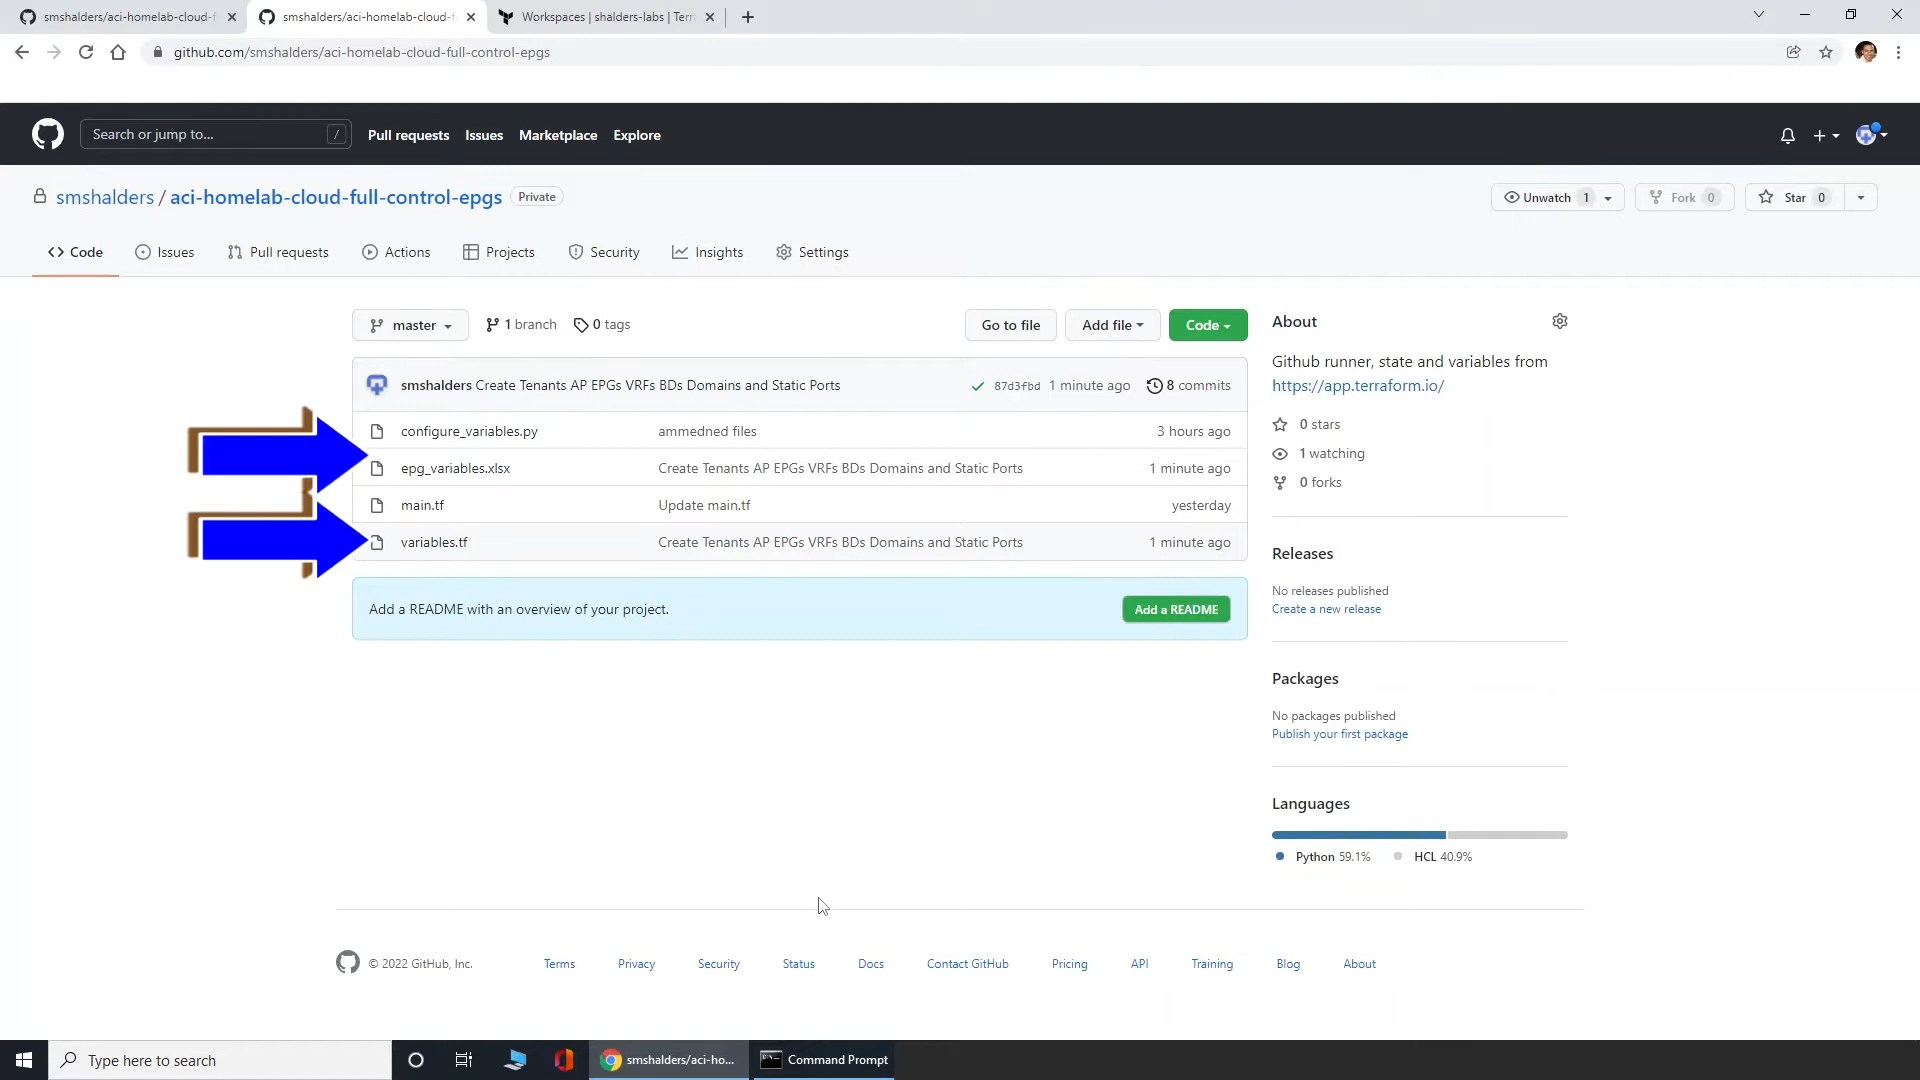 smshalders/aci-homelab-cloud-f
smshalders/aci-homelab-cloud-fu
Workspaces | shalders-labs | Terr
github.com/smshalders/aci-homelab-cloud-full-control-epgs
Search or jump to...
/
Pull requests
Issues
Marketplace
Explore
smshalders / aci-homelab-cloud-full-control-epgs
Private
Unwatch 1
Fork 0
Star 0
Code
Issues
Pull requests
Actions
Projects
Security
Insights
Settings
master
1 branch
0 tags
Go to file
Add file
Code
smshalders Create Tenants AP EPGs VRFs BDs Domains and Static Ports
87d3fbd 1 minute ago
8 commits
configure_variables.py
ammedned files
3 hours ago
epg_variables.xlsx
Create Tenants AP EPGs VRFs BDs Domains and Static Ports
1 minute ago
main.tf
Update main.tf
yesterday
variables.tf
Create Tenants AP EPGs VRFs BDs Domains and Static Ports
1 minute ago
Add a README with an overview of your project.
Add a README
About
Github runner, state and variables from
https://app.terraform.io/
0 stars
1 watching
0 forks
Releases
No releases published
Create a new release
Packages
No packages published
Publish your first package
Languages
Python 59.1%
HCL 40.9%
© 2022 GitHub, Inc.
Terms
Privacy
Security
Status
Docs
Contact GitHub
Pricing
API
Training
Blog
About
Type here to search
smshalders/aci-ho...
Command Prompt